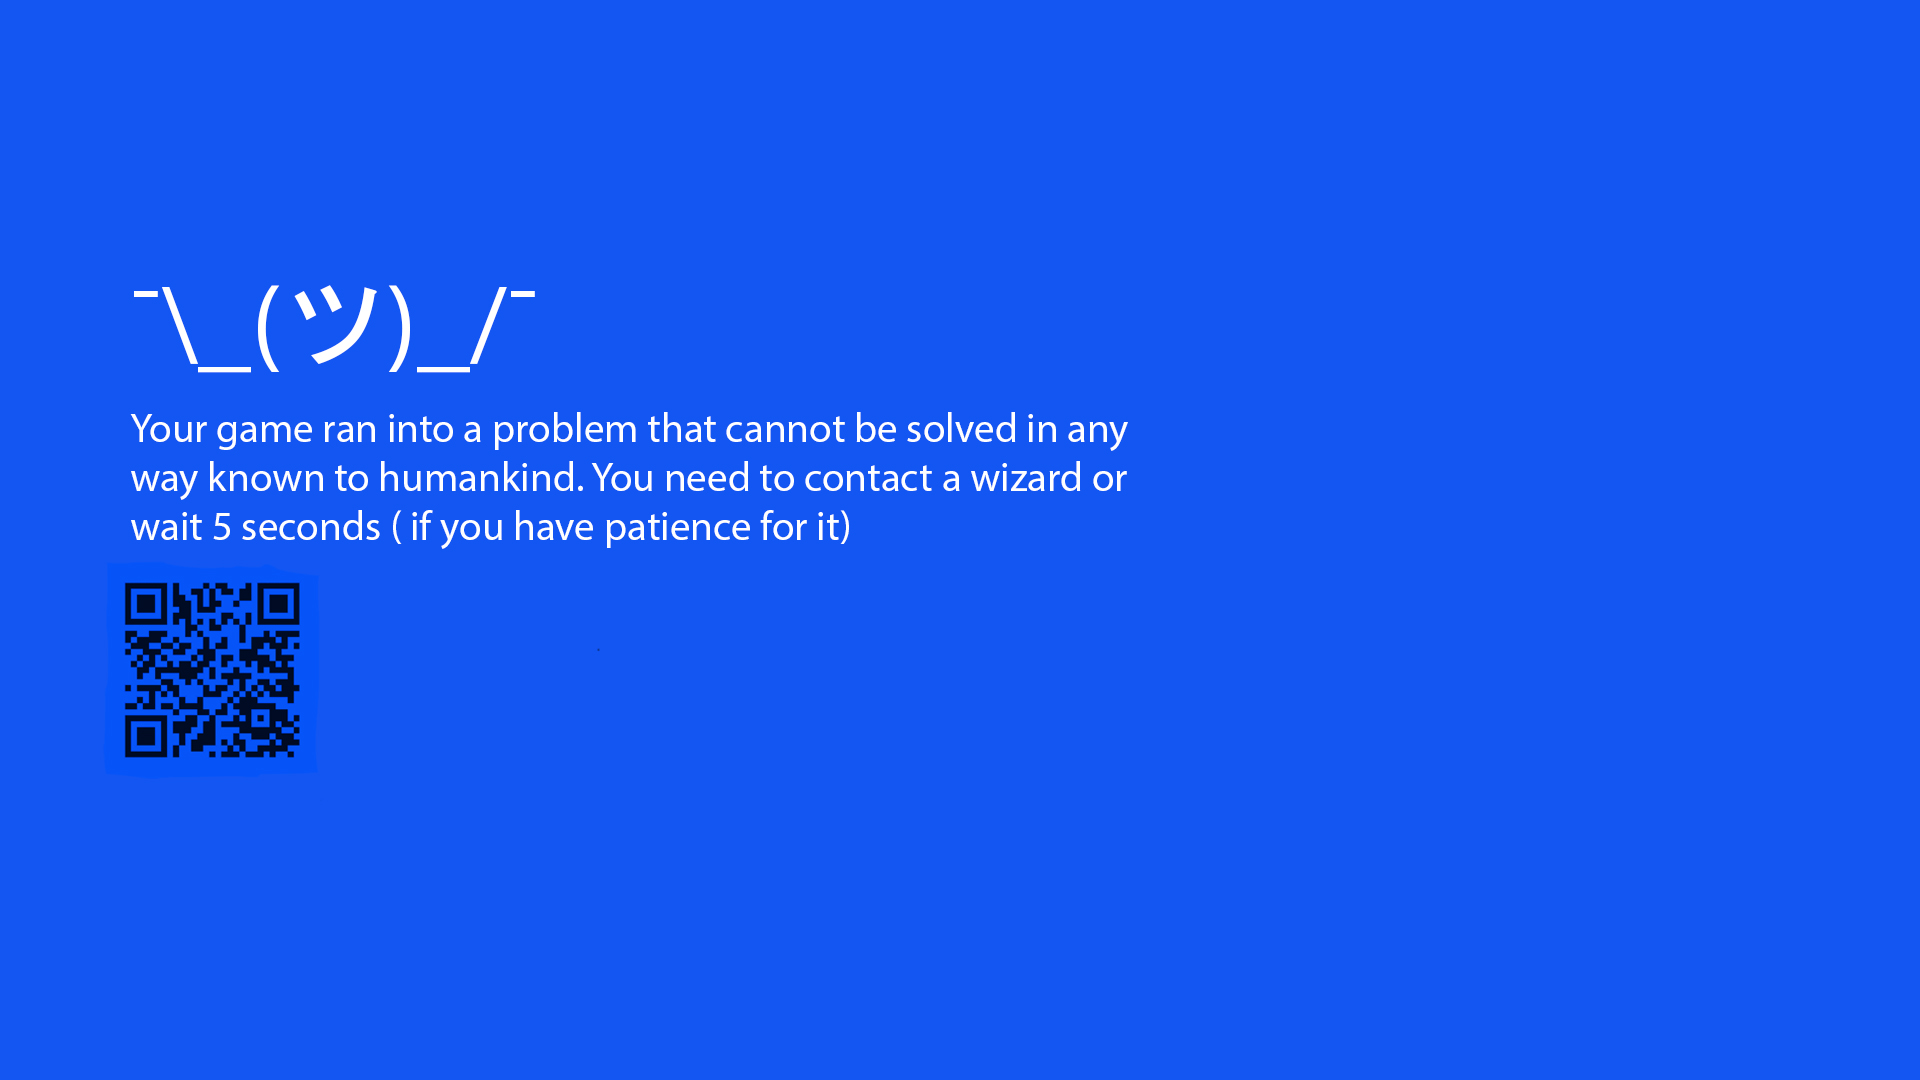 ¯\_(ツ)_/¯
Your game ran into a problem that cannot be solved in any
way known to humankind. You need to contact a wizard or
wait 5 seconds ( if you have patience for it)